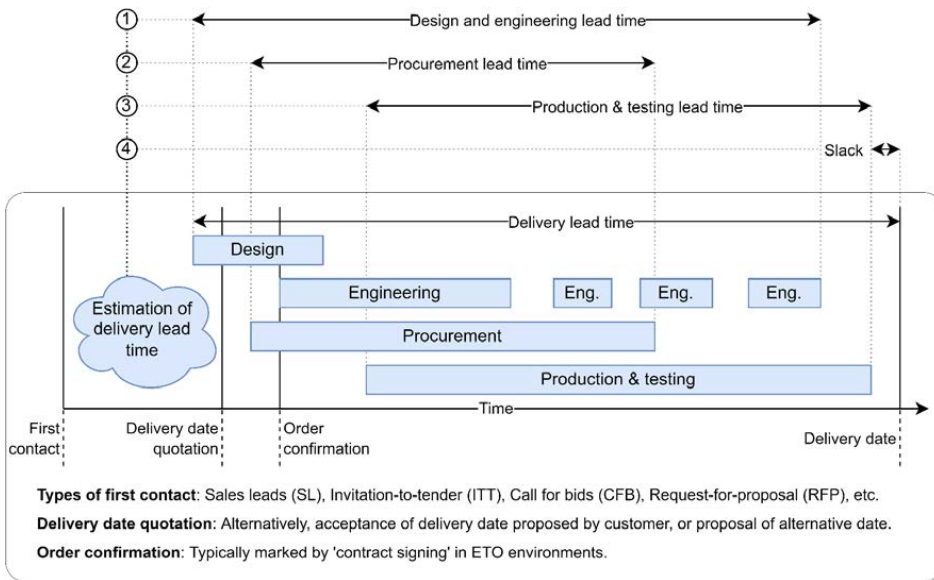 1 Design and engineering lead time
2 Procurement lead time
3 Production & testing lead time
4 Slack
Delivery lead time
Design
Engineering Eng. Eng. Eng.
Estimation of
delivery lead
time
Procurement
Production & testing
Time
First
contact
Delivery date
quotation
Order
confirmation
Delivery date
Types of first contact: Sales leads (SL), Invitation-to-tender (ITT), Call for bids (CFB), Request-for-proposal (RFP), etc.
Delivery date quotation: Alternatively, acceptance of delivery date proposed by customer, or proposal of alternative date.
Order confirmation: Typically marked by 'contract signing' in ETO environments.